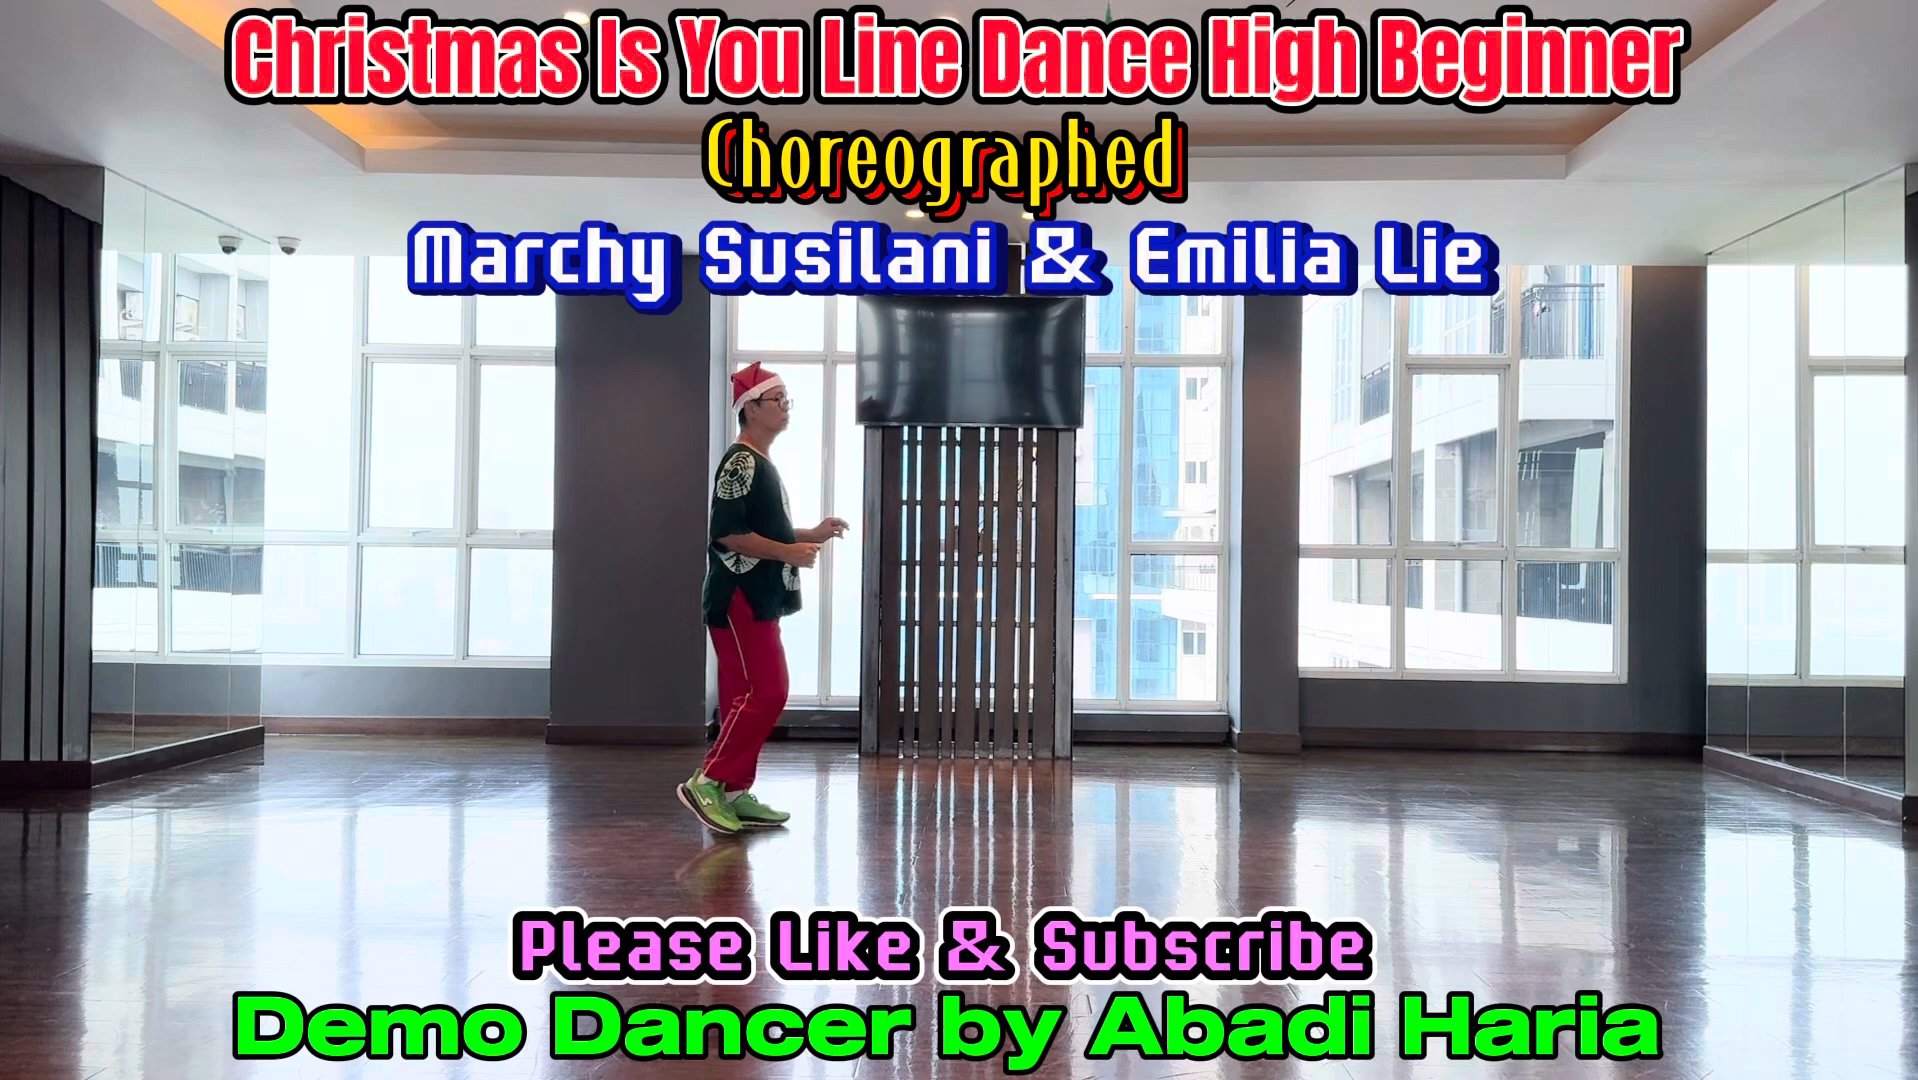 Christmas Is You Line Dance High Beginner
Choreographed
Marchy Susilani & Emilia Lie
Please Like & Subscribe
Demo Dancer by Abadi Haria